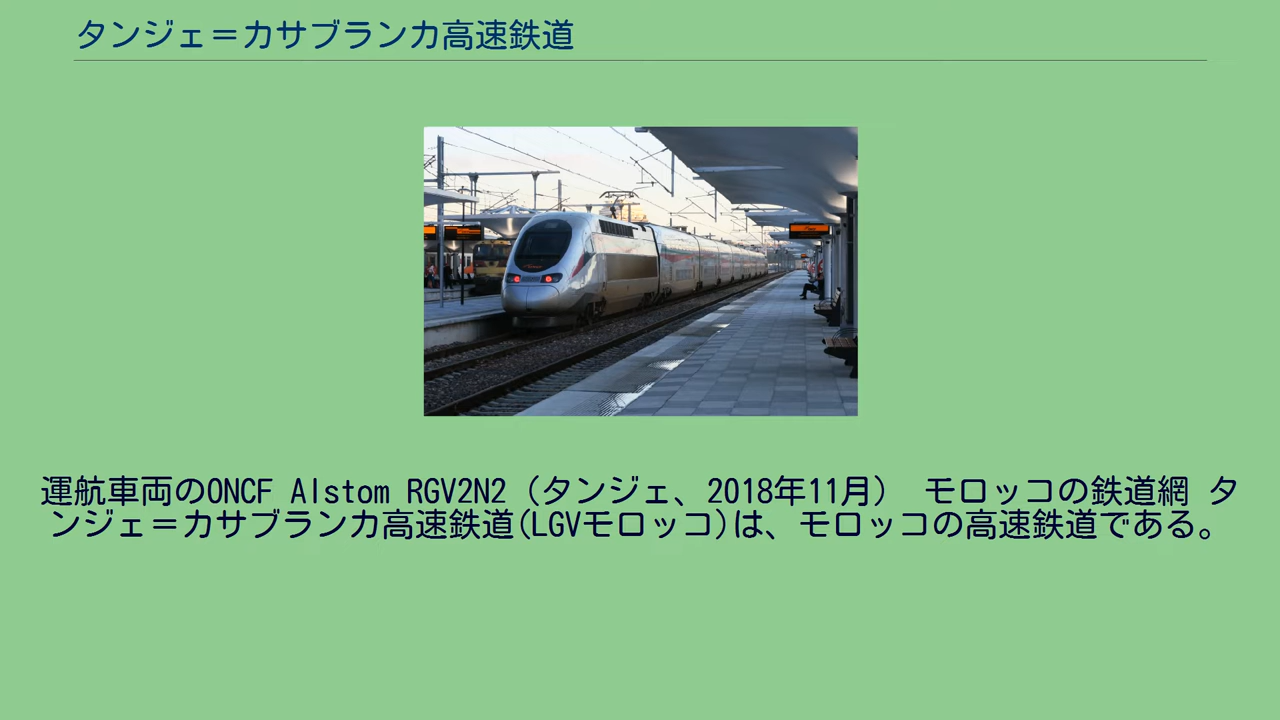 タンジェ＝カサブランカ高速鉄道
運航車両のONCF Alstom RGV2N2（タンジェ、2018年11月） モロッコの鉄道網 タ
ンジェ＝カサブランカ高速鉄道(LGVモロッコ)は、モロッコの高速鉄道である。